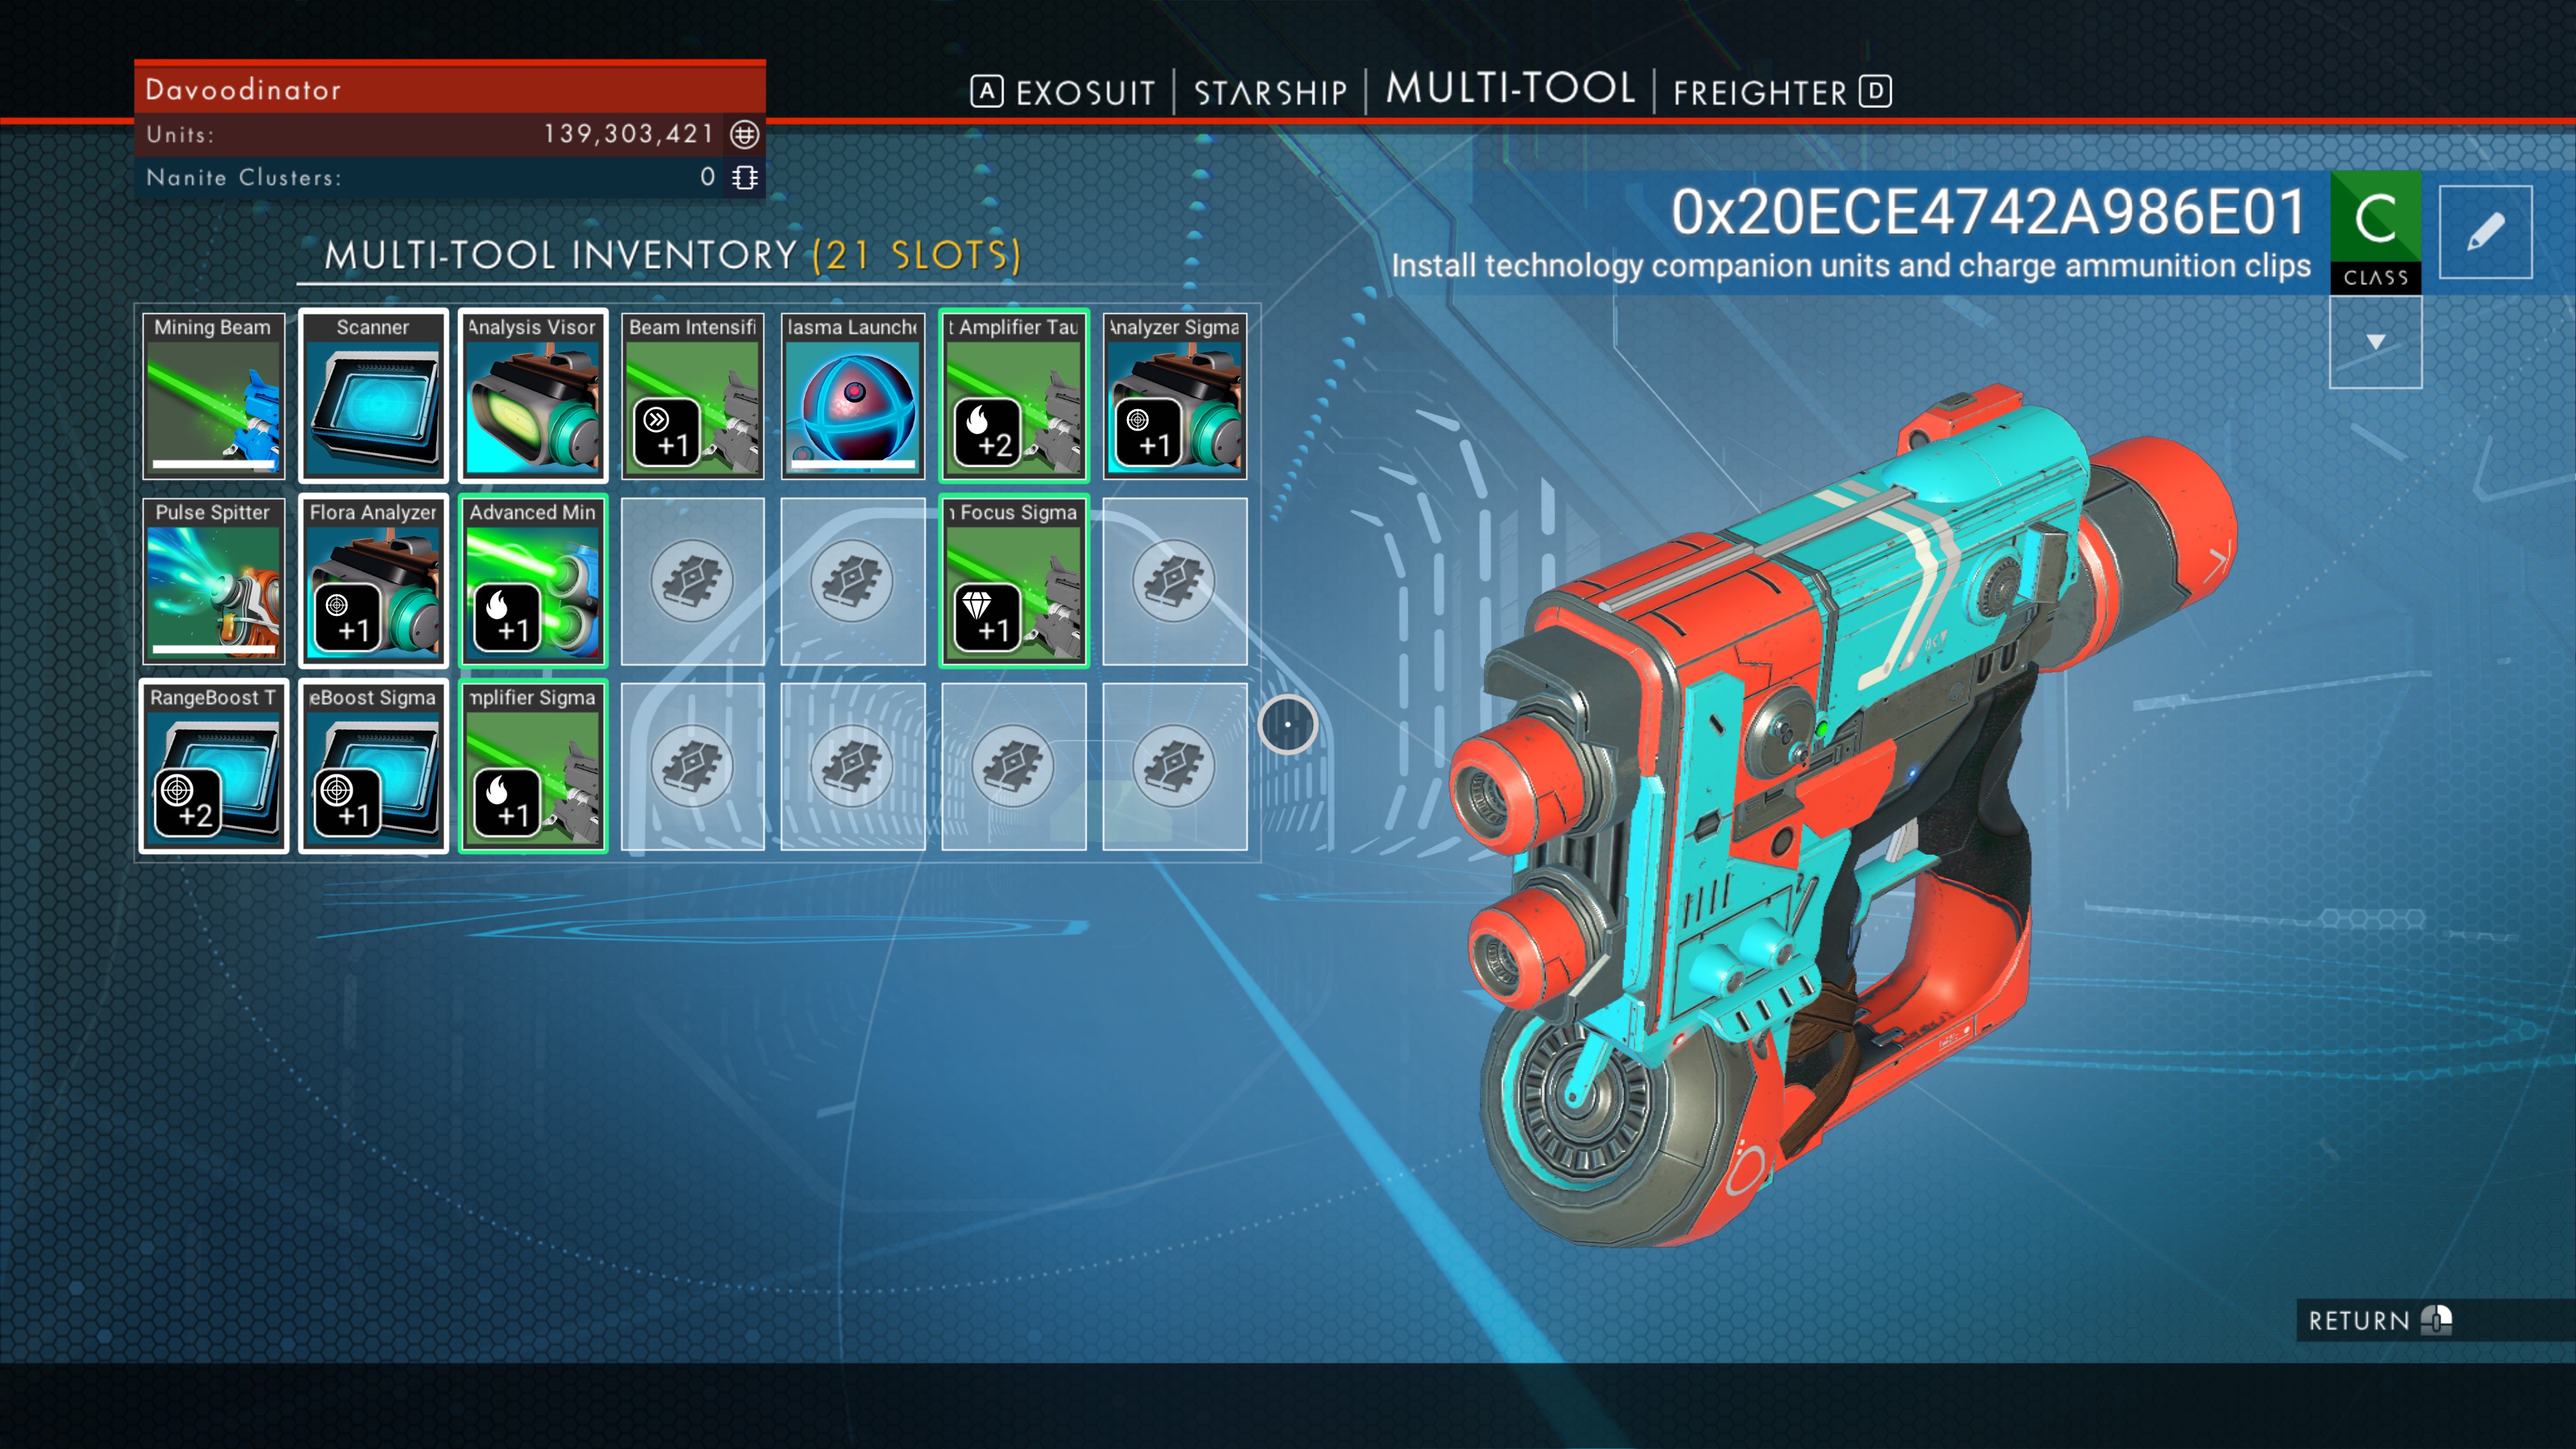 Davoodinator
A EXOSUIT STARSHIP MULTI-TOOL FREIGHTER D
Units: 139,303,421
Nanite Clusters: 0
0x20ECE4742A986E01
Install technology companion units and charge ammunition clips
C
CLASS
MULTI-TOOL INVENTORY (21 SLOTS)
Mining Beam Scanner Analysis Visor Beam Intensifi lasma Launche t Amplifier Tau Analyzer Sigma
+1 +2 +1
Pulse Spitter Flora Analyzer Advanced Min n Focus Sigma
+1 +1 +1
RangeBoost T eBoost Sigma mplifier Sigma
+2 +1 +1
RETURN